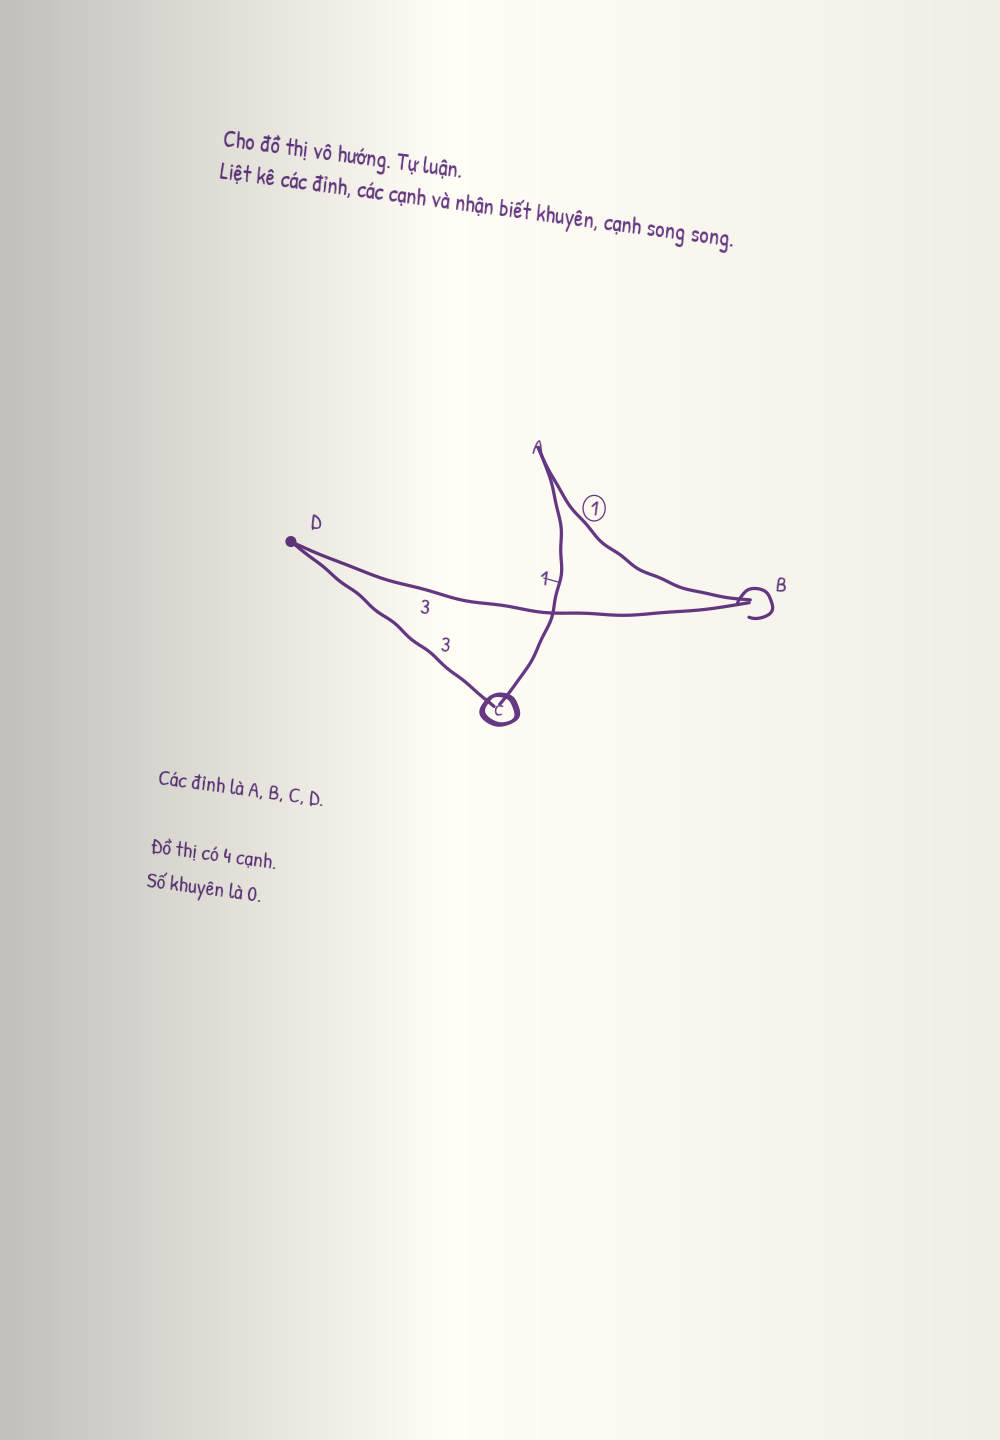 Cho đồ thị vô hướng. Tự luận.
Liệt kê các đỉnh, các cạnh và nhận biết khuyên, cạnh song song.
A
1
D
1
B
3
3
C
Các đỉnh là A, B, C, D.
Đồ thị có 4 cạnh.
Số khuyên là 0.